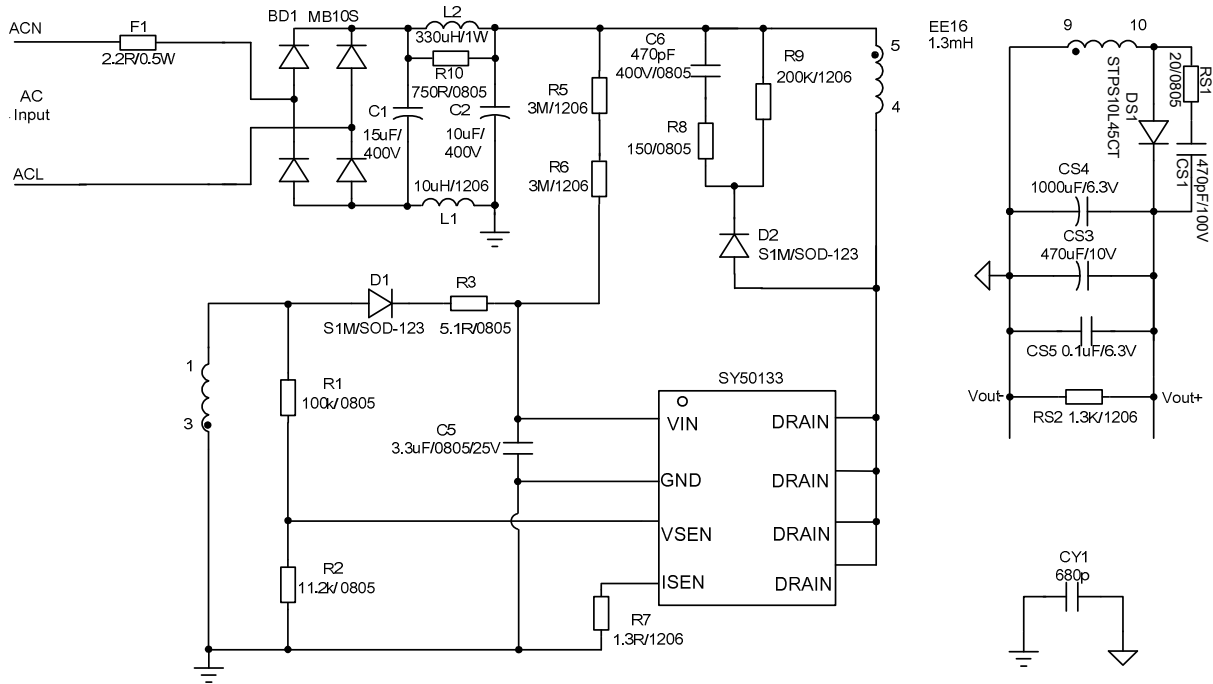 ACN
F1
2.2R/0.5W
AC
Input
ACL
BD1 MB10S
L2
330uH/1W
R10
750R/0805
C1
15uF/
400V
C2
10uF/
400V
10uH/1206
L1
R5
3M/1206
R6
3M/1206
C6
470pF
400V/0805
R8
150/0805
R9
200K/1206
D2
S1M/SOD-123
5
4
EE16
1.3mH
9
10
STPS10L45CT
DS1
RS1
20/0805
CS1
470pF/100V
CS4
1000uF/6.3V
CS3
470uF/10V
CS5 0.1uF/6.3V
Vout-
Vout+
RS2 1.3K/1206
D1
S1M/SOD-123
R3
5.1R/0805
1
3
R1
100k/0805
R2
11.2k/0805
C5
3.3uF/0805/25V
SY50133
VIN
GND
VSEN
ISEN
DRAIN
DRAIN
DRAIN
DRAIN
R7
1.3R/1206
CY1
680p